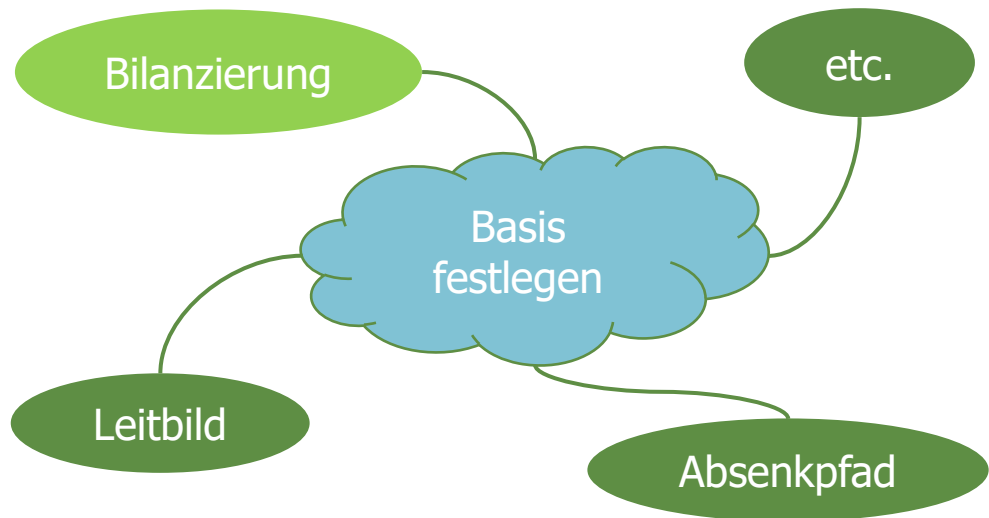 Bilanzierung
etc.
Basis
festlegen
Leitbild
Absenkpfad